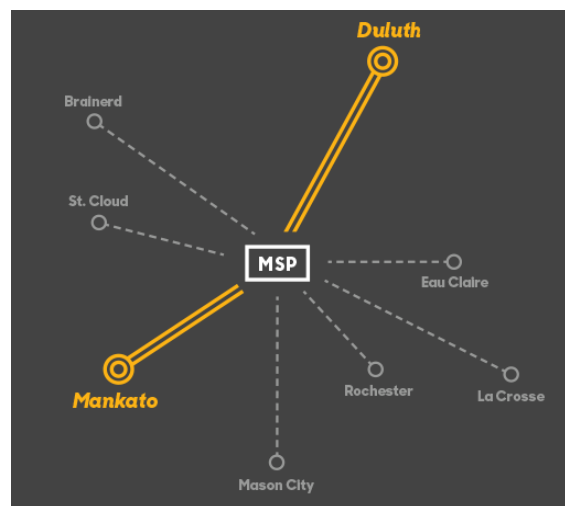 Duluth
Brainerd
St. Cloud
MSP
Eau Claire
Mankato
Rochester
La Crosse
Mason City